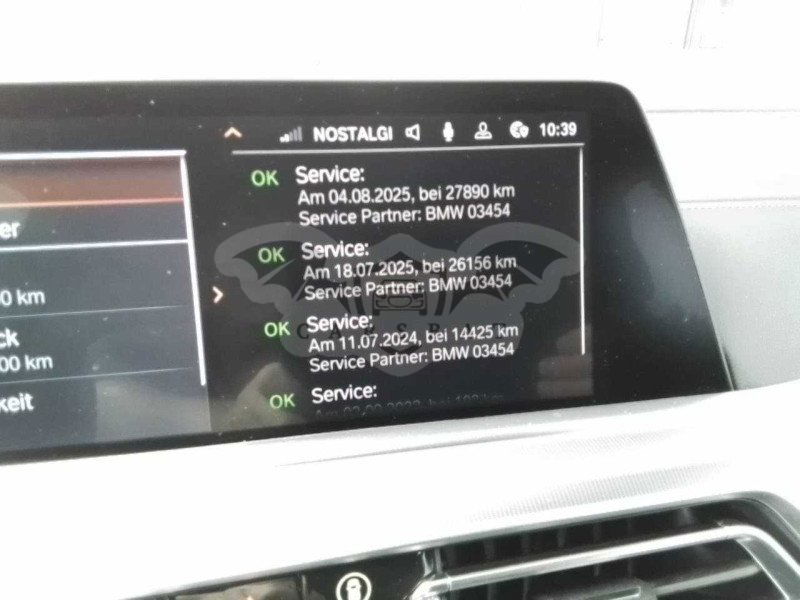 NOSTALGI 10:39
OK Service:
Am 04.08.2025, bei 27890 km
Service Partner: BMW 03454
OK Service:
Am 18.07.2025, bei 26156 km
Service Partner: BMW 03454
OK Service:
Am 11.07.2024, bei 14425 km
Service Partner: BMW 03454
OK Service:
er
0 km
ck
00 km
keit